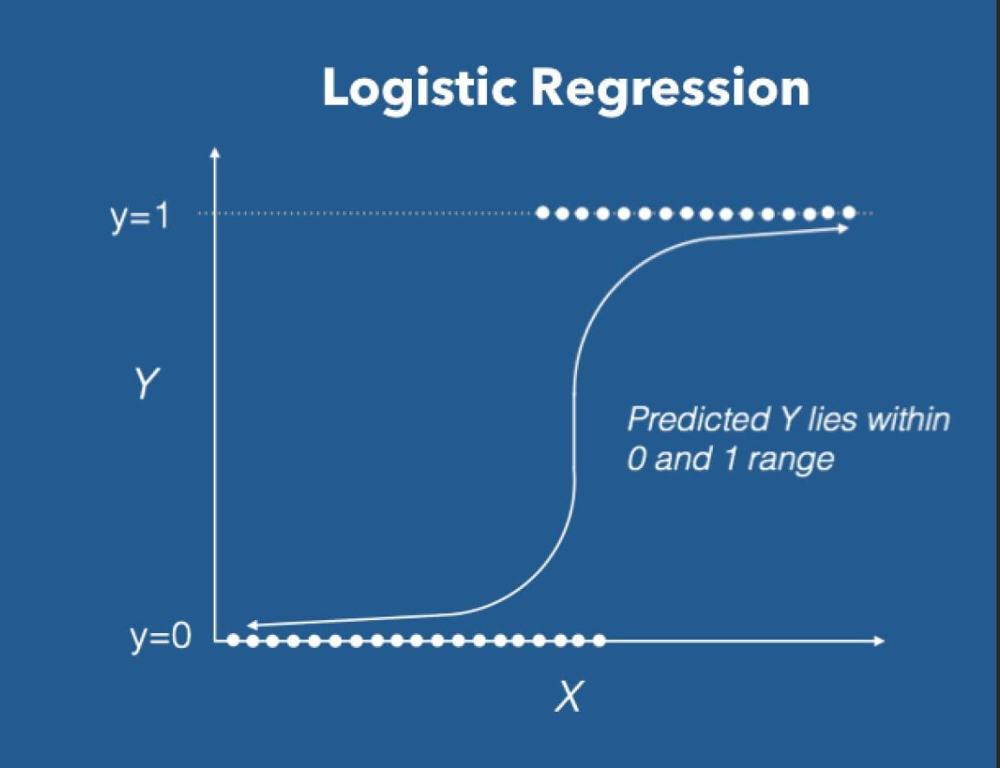 Logistic Regression
y=1
Y
Predicted Y lies within
0 and 1 range
y=0
X